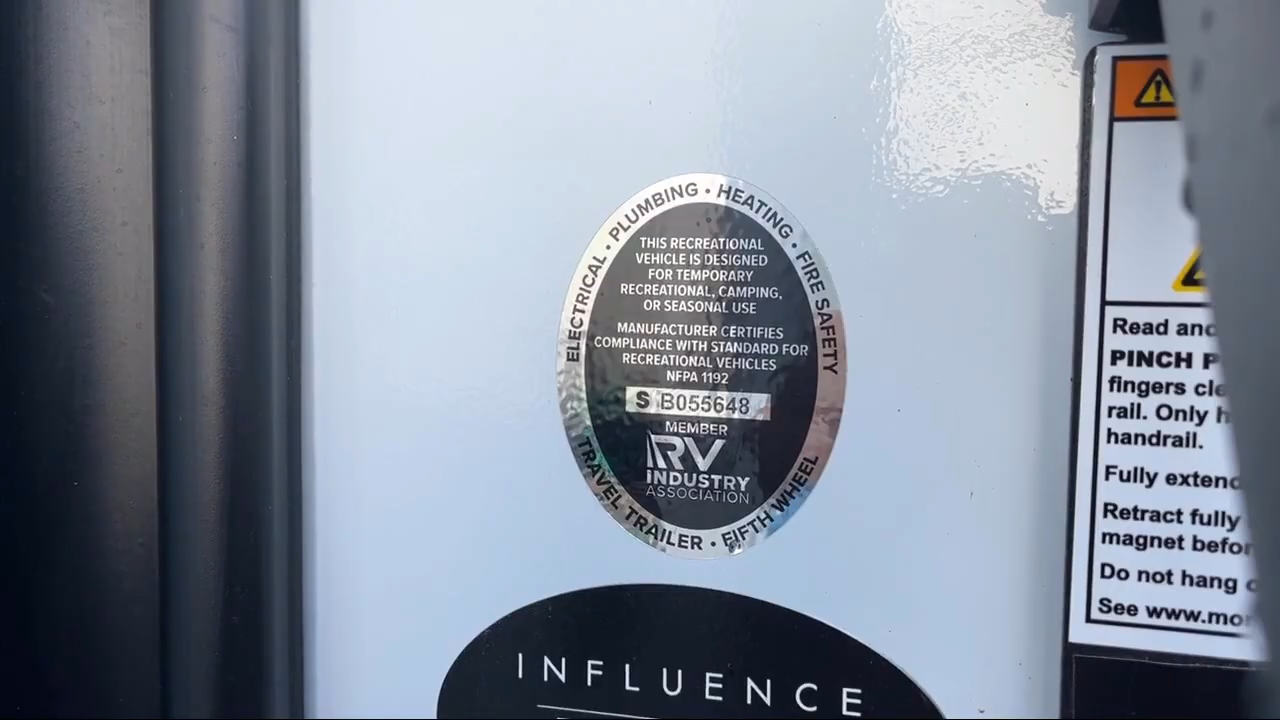 ELECTRICAL • PLUMBING • HEATING • FIRE SAFETY
THIS RECREATIONAL
VEHICLE IS DESIGNED
FOR TEMPORARY
RECREATIONAL, CAMPING,
OR SEASONAL USE
MANUFACTURER CERTIFIES
COMPLIANCE WITH STANDARD FOR
RECREATIONAL VEHICLES
NFPA 1192
S B055648
MEMBER
RV
INDUSTRY
ASSOCIATION
TRAVEL TRAILER • FIFTH WHEEL
INFLUENCE
Read and
PINCH P
fingers cle
rail. Only h
handrail.
Fully extend
Retract fully
magnet befor
Do not hang
See www.mor